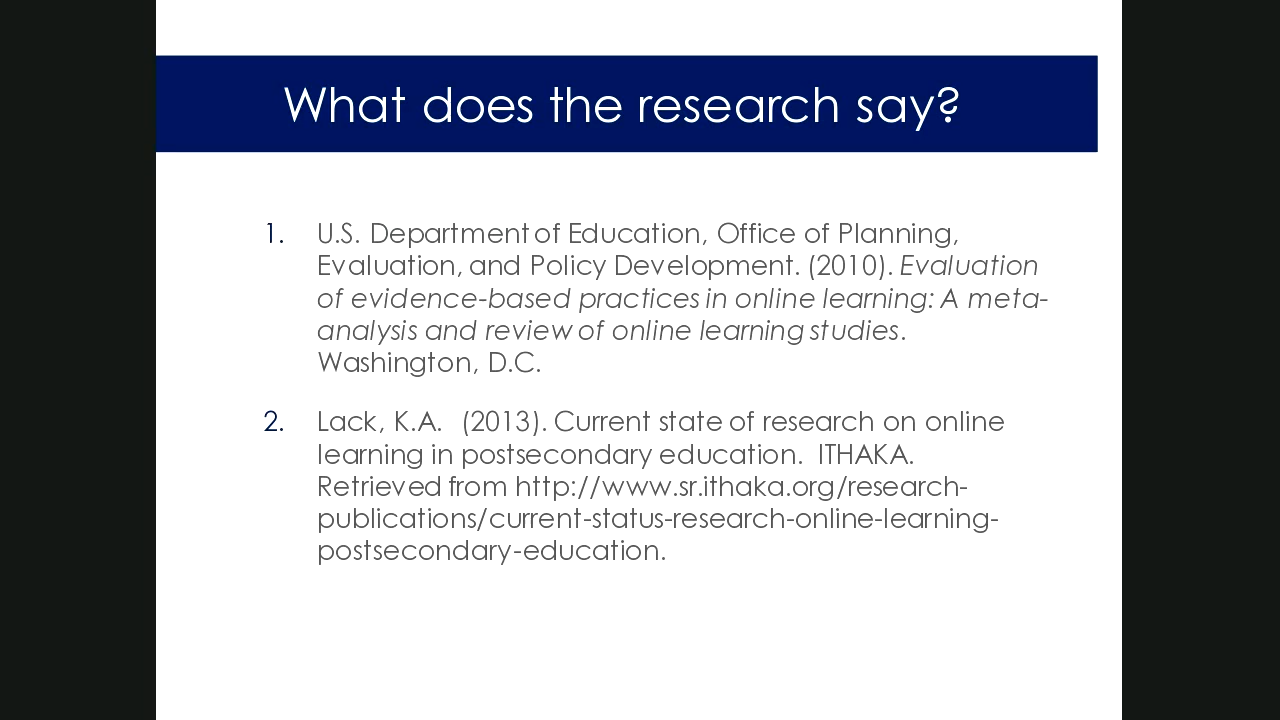 What does the research say?
1. U.S. Department of Education, Office of Planning,
Evaluation, and Policy Development. (2010). Evaluation
of evidence-based practices in online learning: A meta-
analysis and review of online learning studies.
Washington, D.C.
2. Lack, K.A. (2013). Current state of research on online
learning in postsecondary education. ITHAKA.
Retrieved from http://www.sr.ithaka.org/research-
publications/current-status-research-online-learning-
postsecondary-education.